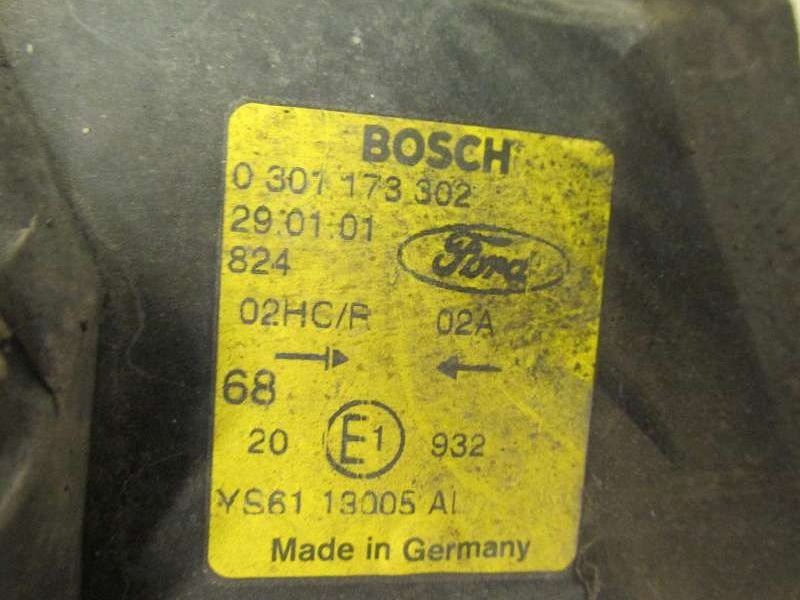 BOSCH
0 301 173 302
29.01.01
Ford
824
02HC/R 02A
68
20 E1 932
YS61 13005
Made in Germany